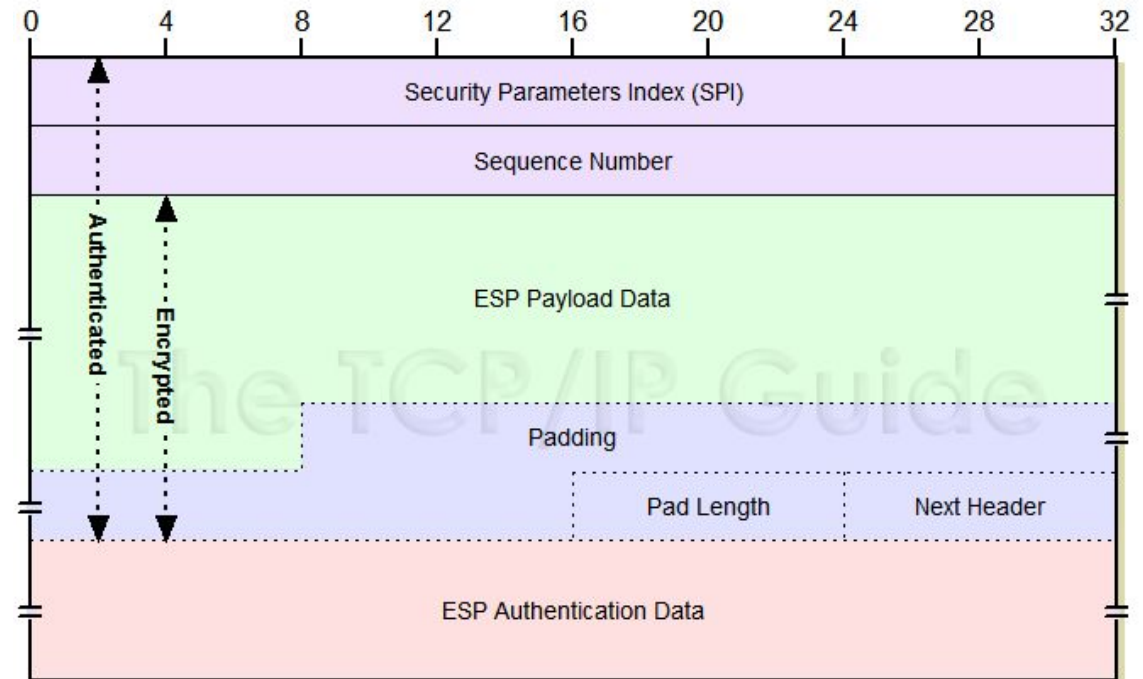 0 4 8 12 16 20 24 28 32
Security Parameters Index (SPI)
Sequence Number
Authenticated
Encrypted
ESP Payload Data
The TCP/IP Guide
Padding
Pad Length
Next Header
ESP Authentication Data